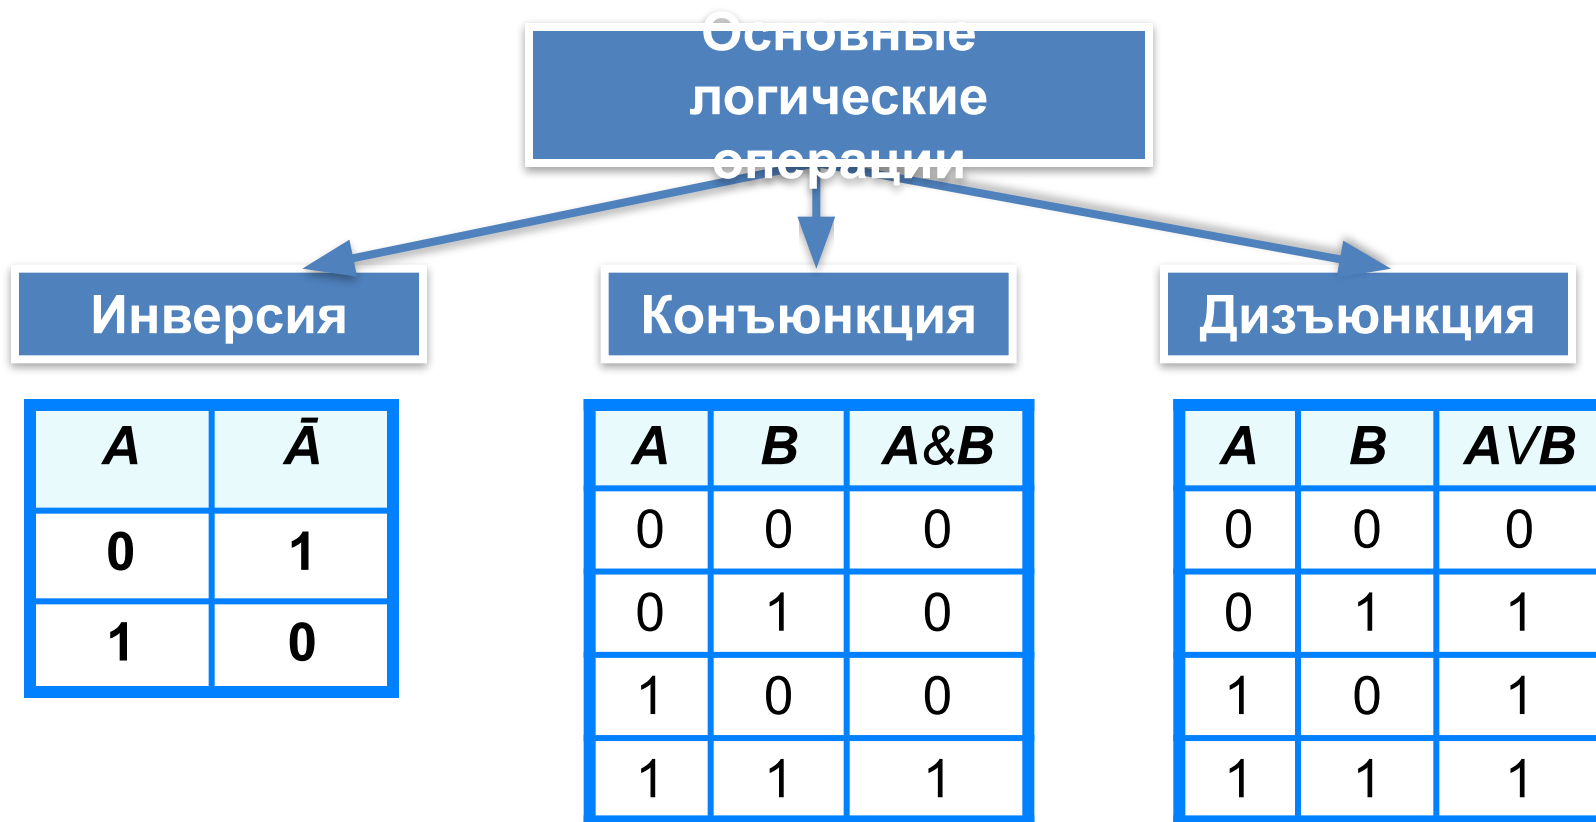 Основные
логические
операции
Инверсия
Конъюнкция
Дизъюнкция
A Ā
0 1
1 0
A B A&B
0 0 0
0 1 0
1 0 0
1 1 1
A B A∨B
0 0 0
0 1 1
1 0 1
1 1 1